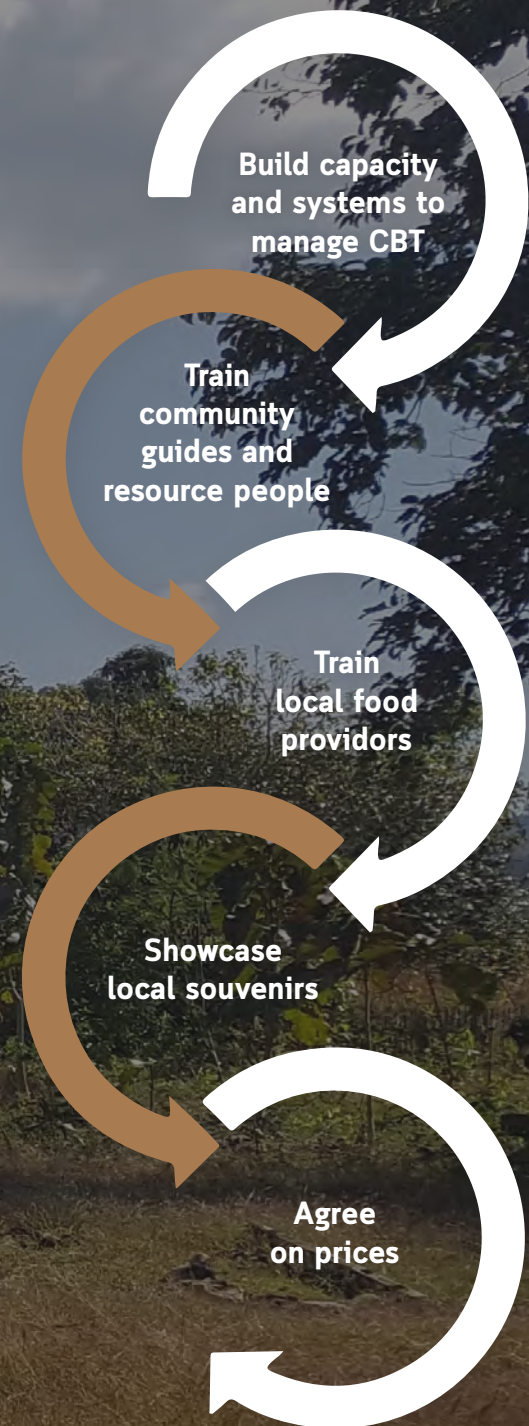 Build capacity
and systems to
manage CBT
Train
community
guides and
resource people
Train
local food
providors
Showcase
local souvenirs
Agree
on prices